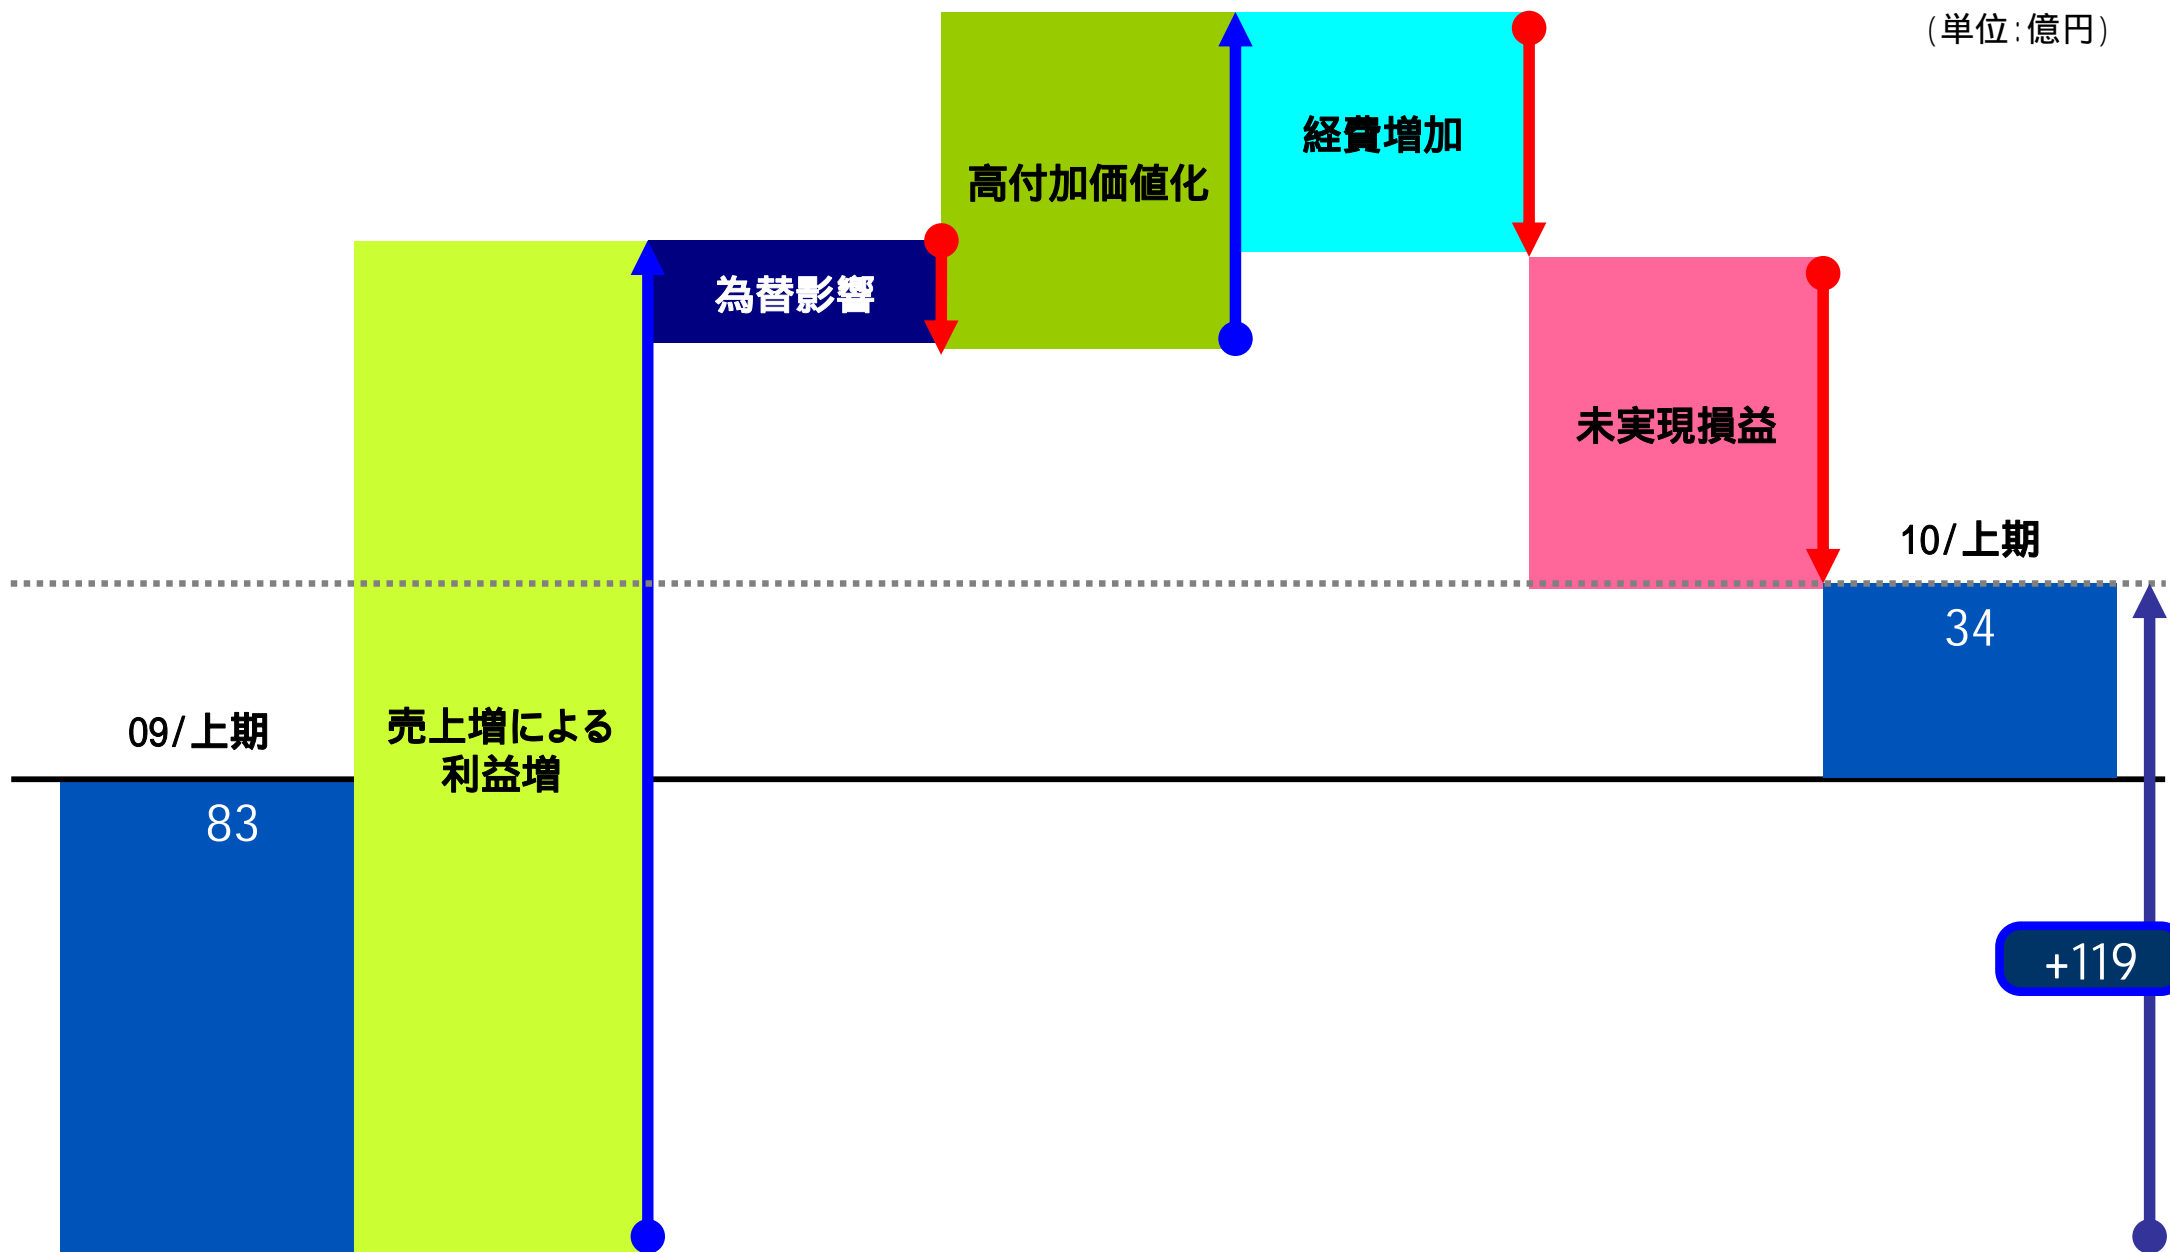 (単位:億円)
経費増加
高付加価値化
為替影響
未実現損益
10/上期
34
09/上期
売上増による
利益増
83
+119